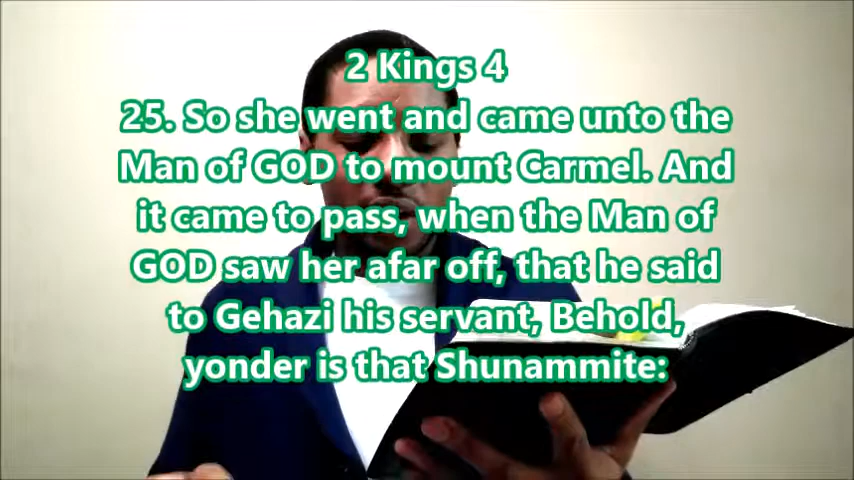 2 Kings 4
25. So she went and came unto the
Man of GOD to mount Carmel. And
it came to pass, when the Man of
GOD saw her afar off, that he said
to Gehazi his servant, Behold,
yonder is that Shunammite: